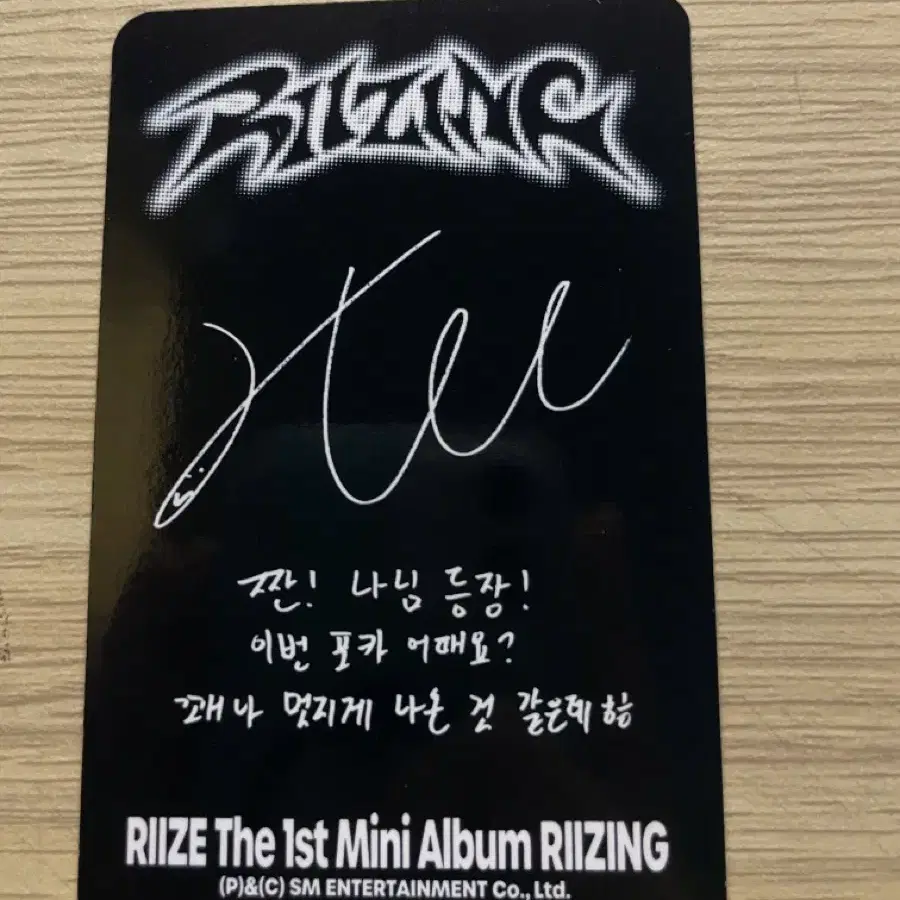 RIIZING
짠! 나님 등장!
이번 포카 어때요?
꽤나 멋지게 나온 것 같은데 흠
RIIZE The 1st Mini Album RIIZING
(P)&(C) SM ENTERTAINMENT Co., Ltd.